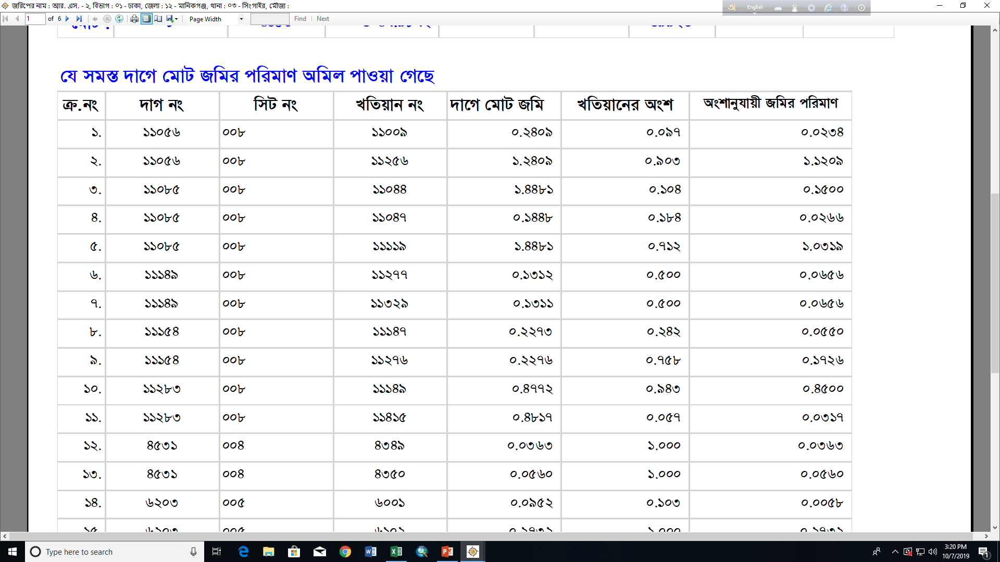 জরিপের নাম : আর. এস. - ২, বিভাগ : ০১ - ঢাকা, জেলা : ১২ - মানিকগঞ্জ, থানা : ০৩ - সিংগাইর, মৌজা :
English
1 of 6 Page Width Find | Next
যে সমস্ত দাগে মোট জমির পরিমাণ অমিল পাওয়া গেছে
ক্র.নং দাগ নং সিট নং খতিয়ান নং দাগে মোট জমি খতিয়ানের অংশ অংশানুযায়ী জমির পরিমাণ
১. ১১০৫৬ ০০৮ ১১০০৯ ০.২৪০৯ ০.০৯৭ ০.০২৩৪
২. ১১০৫৬ ০০৮ ১১২৫৬ ১.২৪০৯ ০.৯০৩ ১.১২০৯
৩. ১১০৮৫ ০০৮ ১১০৪৪ ১.৪৪৮১ ০.১০৪ ০.১৫০০
৪. ১১০৮৫ ০০৮ ১১০৪৭ ০.১৪৪৮ ০.১৮৪ ০.০২৬৬
৫. ১১০৮৫ ০০৮ ১১১১৯ ১.৪৪৮১ ০.৭১২ ১.০৩১৯
৬. ১১১৪৯ ০০৮ ১১২৭৭ ০.১৩১২ ০.৫০০ ০.০৬৫৬
৭. ১১১৪৯ ০০৮ ১১৩২৯ ০.১৩১১ ০.৫০০ ০.০৬৫৬
৮. ১১১৫৪ ০০৮ ১১১৪৭ ০.২২৭৩ ০.২৪২ ০.০৫৫০
৯. ১১১৫৪ ০০৮ ১১২৭৬ ০.২২৭৬ ০.৭৫৮ ০.১৭২৬
১০. ১১২৮৩ ০০৮ ১১১৪৯ ০.৪৭৭২ ০.৯৪৩ ০.৪৫০০
১১. ১১২৮৩ ০০৮ ১১৪১৫ ০.৪৮১৭ ০.০৫৭ ০.০৩১৭
১২. ৪৫৩১ ০০৪ ৪৩৪৯ ০.০৩৬৩ ১.০০০ ০.০৩৬৩
১৩. ৪৫৩১ ০০৪ ৪৩৫০ ০.০৫৬০ ১.০০০ ০.০৫৬০
১৪. ৬২০৩ ০০৫ ৬০০১ ০.০৯৫২ ০.১০৩ ০.০০৫৮
Type here to search
3:20 PM
10/7/2019